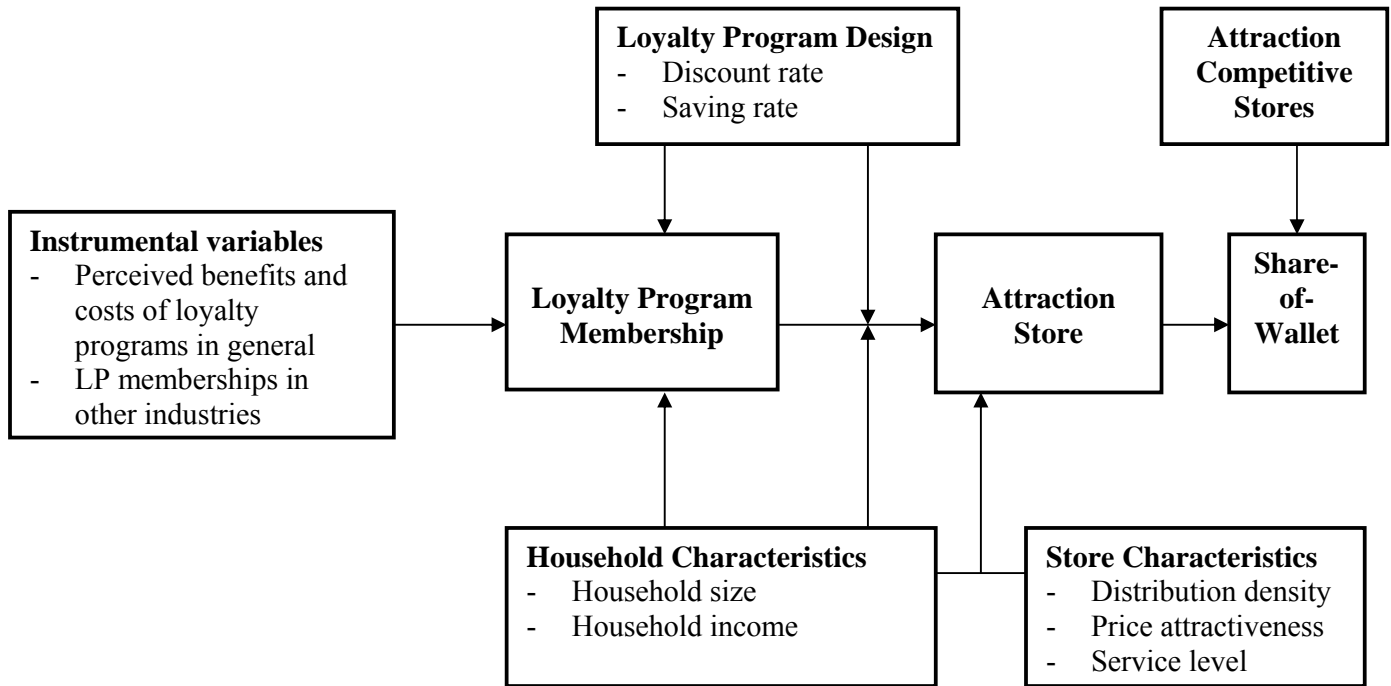 Loyalty Program Design
- Discount rate
- Saving rate
Attraction
Competitive
Stores
Instrumental variables
- Perceived benefits and
costs of loyalty
programs in general
- LP memberships in
other industries
Loyalty Program
Membership
Attraction
Store
Share-
of-
Wallet
Household Characteristics
- Household size
- Household income
Store Characteristics
- Distribution density
- Price attractiveness
- Service level